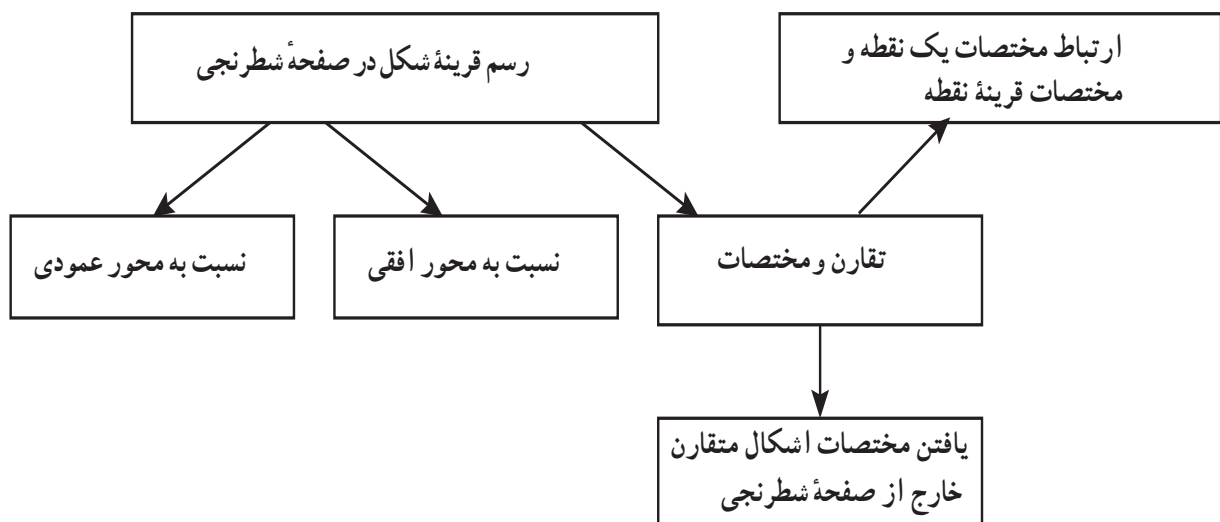 رسم قرینهٔ شکل در صفحهٔ شطرنجی
ارتباط مختصات یک نقطه و
مختصات قرینهٔ نقطه
تقارن و مختصات
نسبت به محور افقی
نسبت به محور عمودی
یافتن مختصات اشکال متقارن
خارج از صفحهٔ شطرنجی